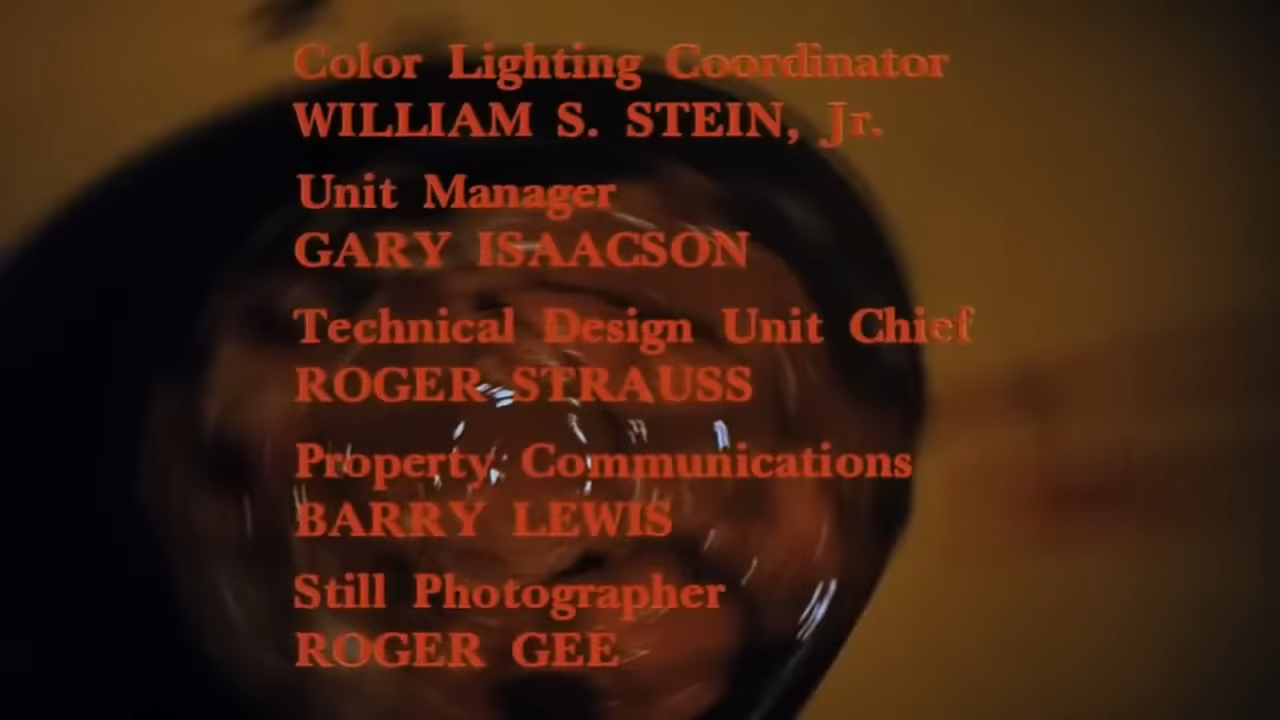 Color Lighting Coordinator
WILLIAM S. STEIN, Jr.
Unit Manager
GARY ISAACSON
Technical Design Unit Chief
ROGER STRAUSS
Property Communications
BARRY LEWIS
Still Photographer
ROGER GEE